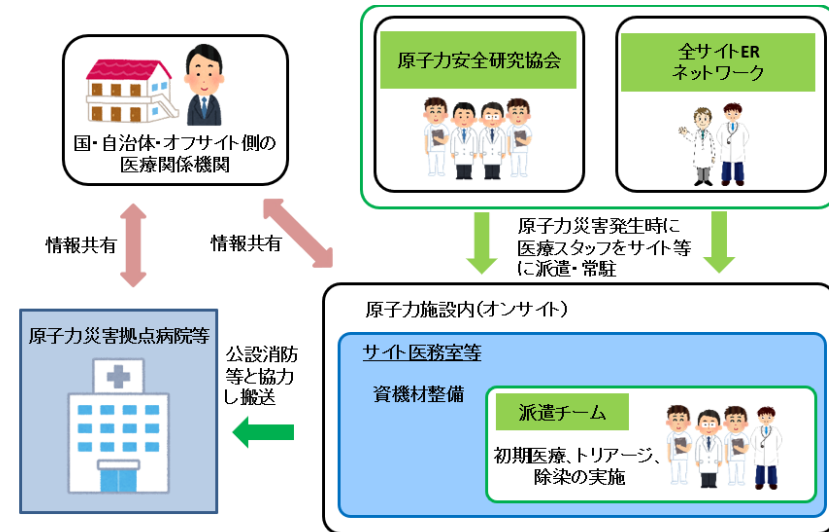 国・自治体・オフサイト側の
医療関係機関
原子力安全研究協会
全サイトER
ネットワーク
情報共有
情報共有
原子力災害発生時に
医療スタッフをサイト等
に派遣・常駐
原子力災害拠点病院等
公設消防
等と協力
し搬送
原子力施設内(オンサイト)
サイト医務室等
資機材整備
派遣チーム
初期医療、トリアージ、
除染の実施